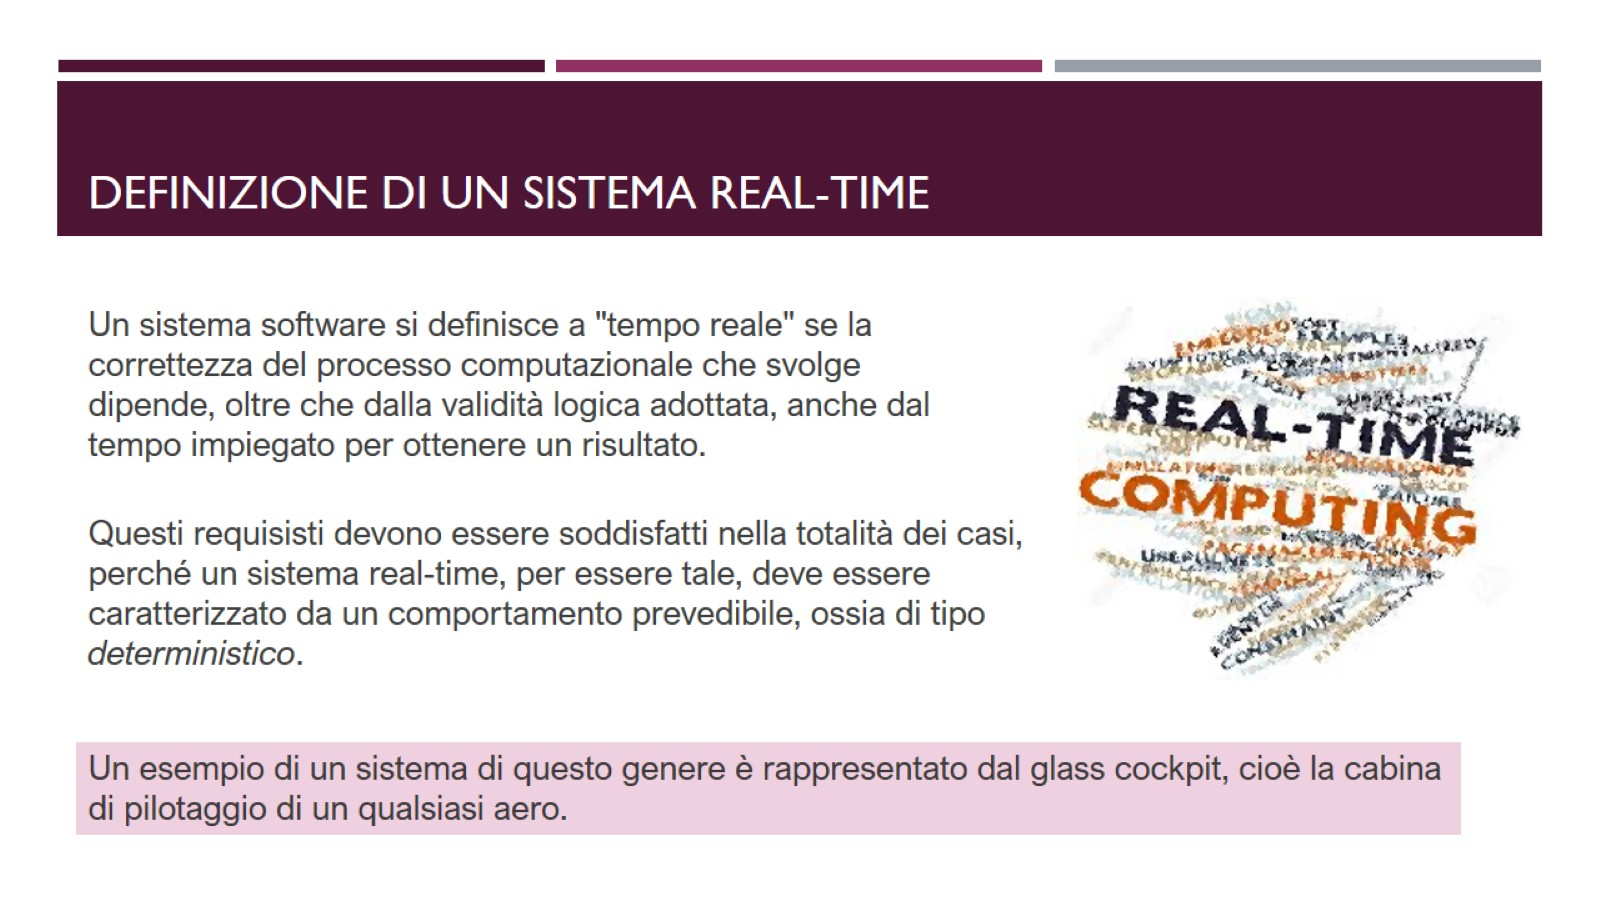 DEFINIZIONE DI UN SISTEMA REAL-TIME
Un sistema software si definisce a "tempo reale" se la
correttezza del processo computazionale che svolge
dipende, oltre che dalla validità logica adottata, anche dal
tempo impiegato per ottenere un risultato.
Questi requisisti devono essere soddisfatti nella totalità dei casi,
perché un sistema real-time, per essere tale, deve essere
caratterizzato da un comportamento prevedibile, ossia di tipo
deterministico.
EMBEDDED
REAL-TIME
SUPERCOMPUTER
COMPUTING
USEFULNESS
CONSTRAINT
Un esempio di un sistema di questo genere è rappresentato dal glass cockpit, cioè la cabina
di pilotaggio di un qualsiasi aero.